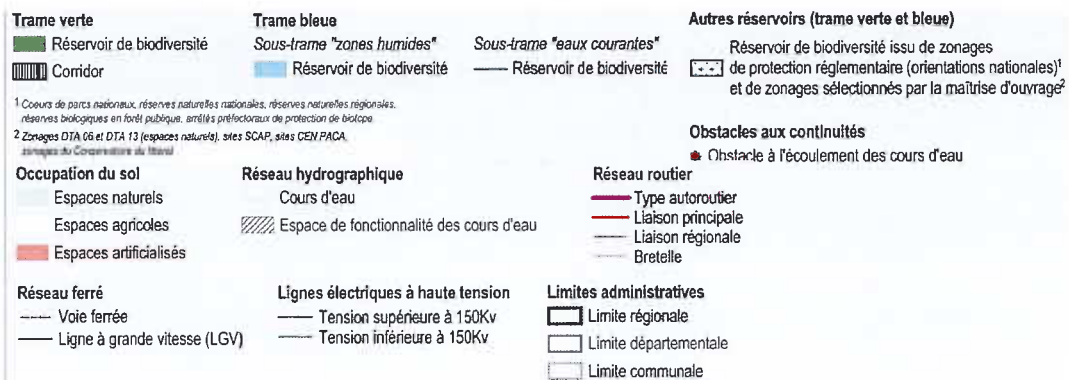 Trame verte
Réservoir de biodiversité
Corridor
Trame bleue
Sous-trame "zones humides"
Réservoir de biodiversité
Sous-trame "eaux courantes"
Réservoir de biodiversité
Autres réservoirs (trame verte et bleue)
Réservoir de biodiversité issu de zonages
de protection réglementaire (orientations nationales)¹
et de zonages sélectionnés par la maîtrise d'ouvrage²
¹ Coeurs de parcs nationaux, réserves naturelles nationales, réserves naturelles régionales,
réserves biologiques en forêt publique, arrêtés préfectoraux de protection de biotope
² Zonages DTA 06 et DTA 13 (espaces naturels), sites SCAP, sites CEN PACA,
zonages du Conservatoire du littoral
Obstacles aux continuités
Obstacle à l'écoulement des cours d'eau
Occupation du sol
Espaces naturels
Espaces agricoles
Espaces artificialisés
Réseau hydrographique
Cours d'eau
Espace de fonctionnalité des cours d'eau
Réseau routier
Type autoroutier
Liaison principale
Liaison régionale
Bretelle
Réseau ferré
Voie ferrée
Ligne à grande vitesse (LGV)
Lignes électriques à haute tension
Tension supérieure à 150Kv
Tension inférieure à 150Kv
Limites administratives
Limite régionale
Limite départementale
Limite communale